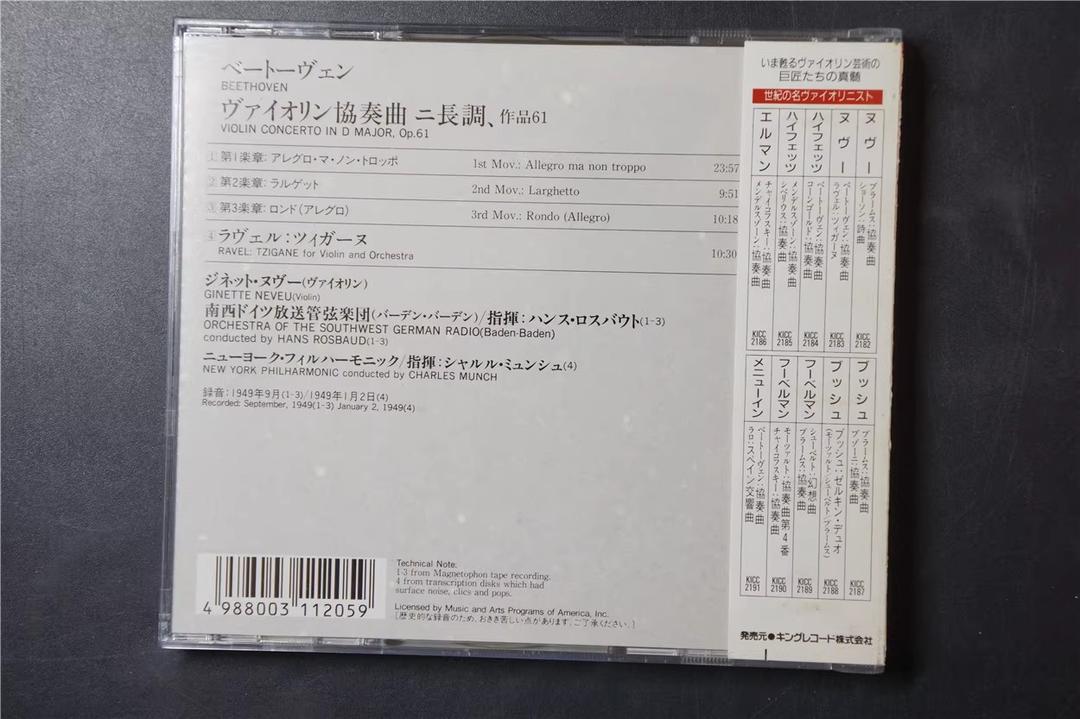 ベートーヴェン
BEETHOVEN
ヴァイオリン協奏曲 ニ長調、作品61
VIOLIN CONCERTO IN D MAJOR, Op.61
1 第1楽章：アレグロ・マ・ノン・トロッポ 1st Mov.: Allegro ma non troppo 23:57
2 第2楽章：ラルゲット 2nd Mov.: Larghetto 9:51
3 第3楽章：ロンド（アレグロ） 3rd Mov.: Rondo (Allegro) 10:18
4 ラヴェル：ツィガーヌ
RAVEL: TZIGANE for Violin and Orchestra 10:30
ジネット・ヌヴー（ヴァイオリン）
GINETTE NEVEU(Violin)
南西ドイツ放送管弦楽団（バーデン・バーデン）/指揮：ハンス・ロスバウト(1-3)
ORCHESTRA OF THE SOUTHWEST GERMAN RADIO(Baden-Baden)
conducted by HANS ROSBAUD(1-3)
ニューヨーク・フィルハーモニック/指揮：シャルル・ミュンシュ(4)
NEW YORK PHILHARMONIC conducted by CHARLES MUNCH
録音：1949年9月(1-3)/1949年1月2日(4)
Recorded: September, 1949(1-3) January 2, 1949(4)
4 988003 112059
Technical Note:
1-3 from Magnetophon tape recording.
4 from transcription disks which had
surface noise, clics and pops.
Licensed by Music and Arts Programs of America, Inc.
［歴史的な録音のため、おきき苦しい点があります、ご了承ください。］
いま甦るヴァイオリン芸術の
巨匠たちの真髄
世紀の名ヴァイオリニスト
ヌヴー
ブラームス：協奏曲
ショーソン：詩曲
KICC 2182
ヌヴー
ベートーヴェン：協奏曲
ラヴェル：ツィガーヌ
KICC 2183
ハイフェッツ
ベートーヴェン：協奏曲
コーンゴールド：協奏曲
KICC 2184
ハイフェッツ
メンデルスゾーン：協奏曲
シベリウス：協奏曲
KICC 2185
エルマン
チャイコフスキー：協奏曲
メンデルスゾーン：協奏曲
KICC 2186
ブッシュ
ブラームス：協奏曲
ブゾーニ：協奏曲
KICC 2187
ブッシュ
ブッシュ：ゼルキン・デュオ
（モーツァルト/シューベルト/ブラームス）
KICC 2188
フーベルマン
シューベルト：幻想曲
ブラームス：協奏曲
KICC 2189
フーベルマン
モーツァルト：協奏曲第4番
チャイコフスキー：協奏曲
KICC 2190
メニューイン
ベートーヴェン：協奏曲
ラロ：スペイン交響曲
KICC 2191
発売元●キングレコード株式会社